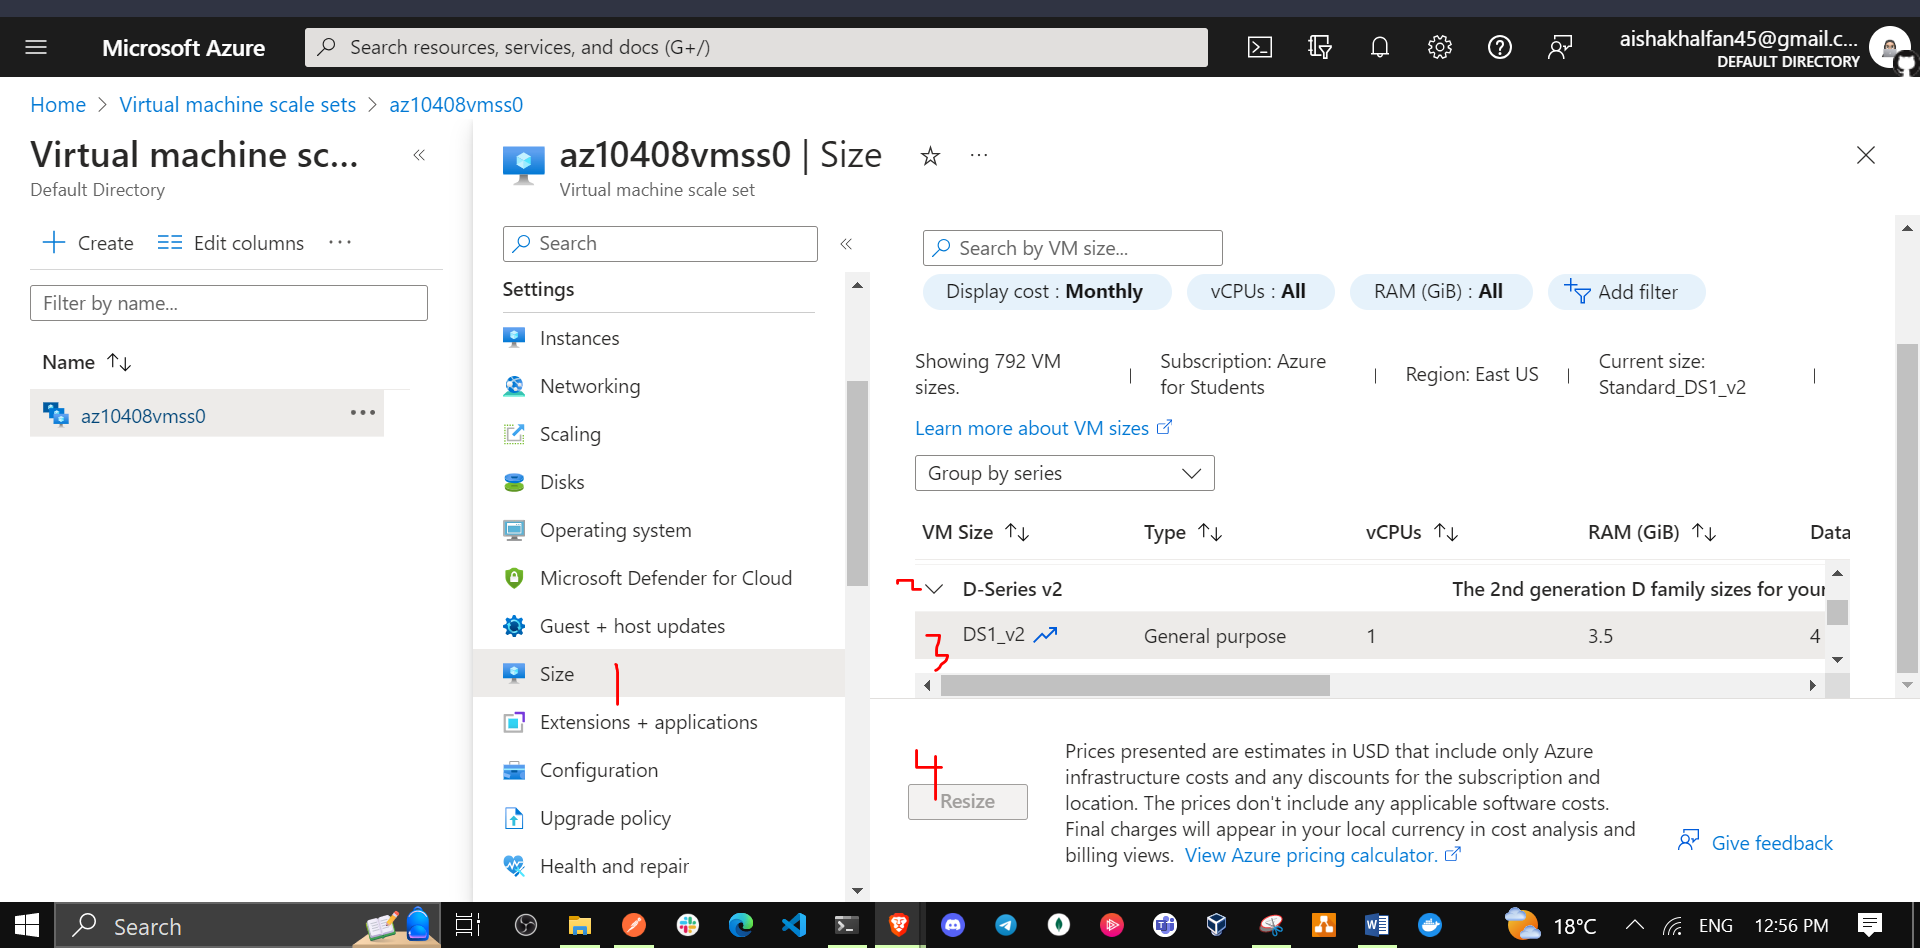 Microsoft Azure
Search resources, services, and docs (G+/)
aishakhalfan45@gmail.c...
DEFAULT DIRECTORY
Home > Virtual machine scale sets > az10408vmss0
Virtual machine sc...
Default Directory
Create
Edit columns
Filter by name...
Name
az10408vmss0
az10408vmss0 | Size
Virtual machine scale set
Search
Settings
Instances
Networking
Scaling
Disks
Operating system
Microsoft Defender for Cloud
Guest + host updates
Size 1
Extensions + applications
Configuration
Upgrade policy
Health and repair
Search by VM size...
Display cost : Monthly
vCPUs : All
RAM (GiB) : All
Add filter
Showing 792 VM
sizes.
Subscription: Azure
for Students
Region: East US
Current size:
Standard_DS1_v2
Learn more about VM sizes
Group by series
VM Size Type vCPUs RAM (GiB) Data
D-Series v2 The 2nd generation D family sizes for your
3 DS1_v2 General purpose 1 3.5 4
4
Resize
Prices presented are estimates in USD that include only Azure
infrastructure costs and any discounts for the subscription and
location. The prices don't include any applicable software costs.
Final charges will appear in your local currency in cost analysis and
billing views. View Azure pricing calculator.
Give feedback
Search
18°C
ENG
12:56 PM